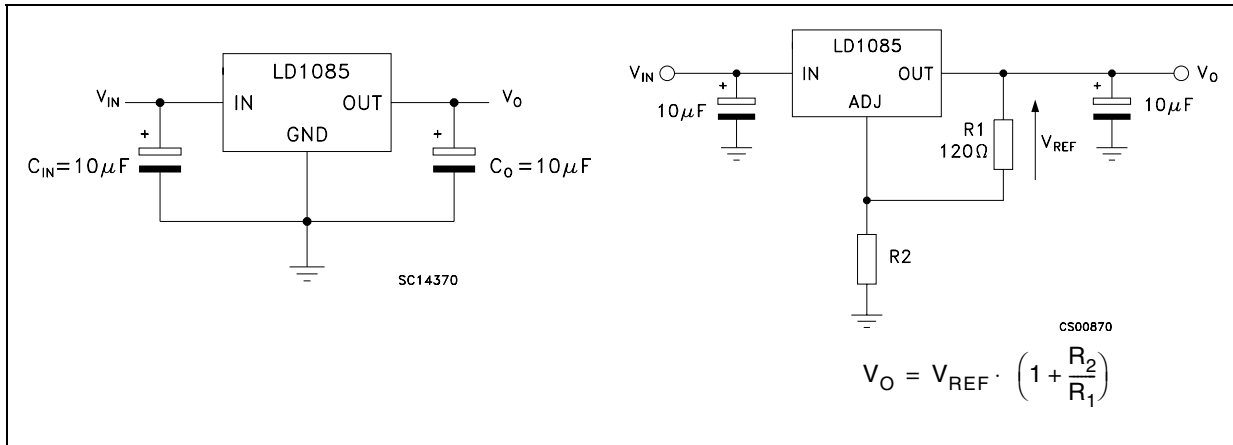 LD1085
V_IN
IN
OUT
V_O
GND
+
+
C_IN=10μF
C_O=10μF
SC14370
LD1085
V_IN
IN
OUT
V_O
ADJ
+
10μF
R1
120Ω
V_REF
+
10μF
R2
CS00870
V_O = V_REF · (1 + R_2/R_1)